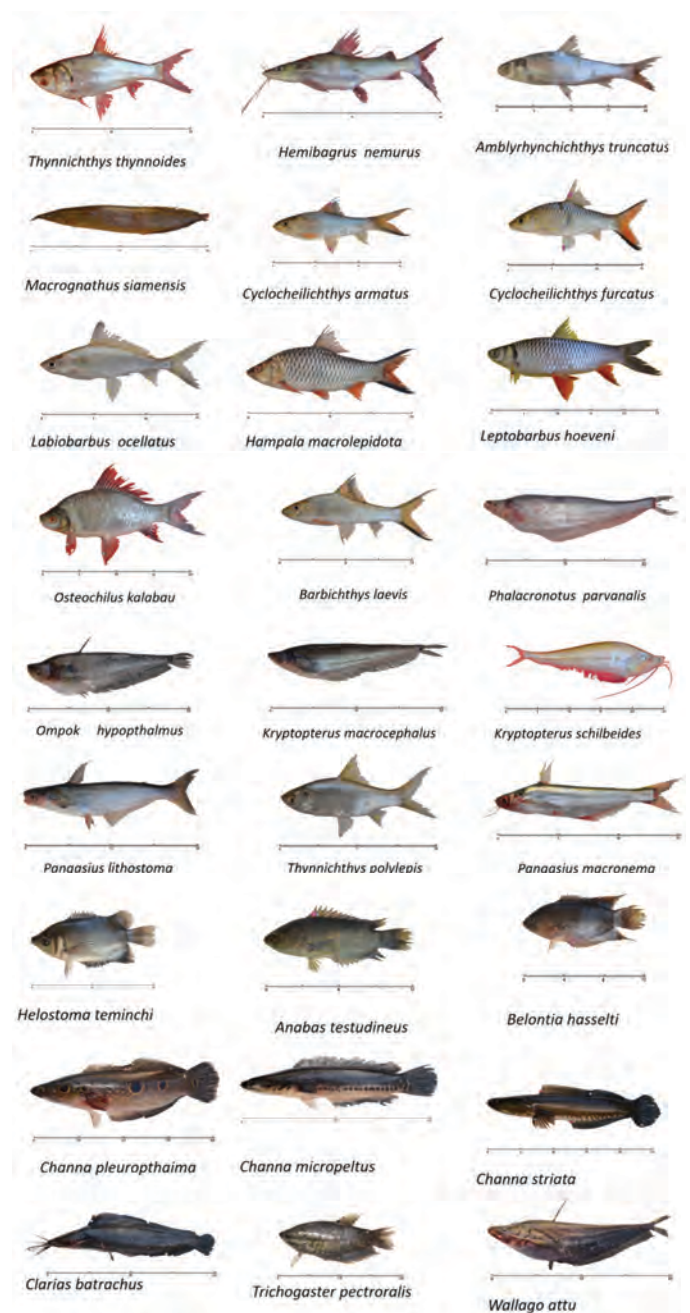 Thynnichthys thynnoides
Hemibagrus nemurus
Amblyrhynchichthys truncatus
Macrognathus siamensis
Cyclocheilichthys armatus
Cyclocheilichthys furcatus
Labiobarbus ocellatus
Hampala macrolepidota
Leptobarbus hoeveni
Osteochilus kalabau
Barbichthys laevis
Phalacronotus parvanalis
Ompok hypopthalmus
Kryptopterus macrocephalus
Kryptopterus schilbeides
Pangasius lithostoma
Thynnichthys polylepis
Pangasius macronema
Helostoma teminchi
Anabas testudineus
Belontia hasselti
Channa pleuropthaima
Channa micropeltus
Channa striata
Clarias batrachus
Trichogaster pectroralis
Wallago attu